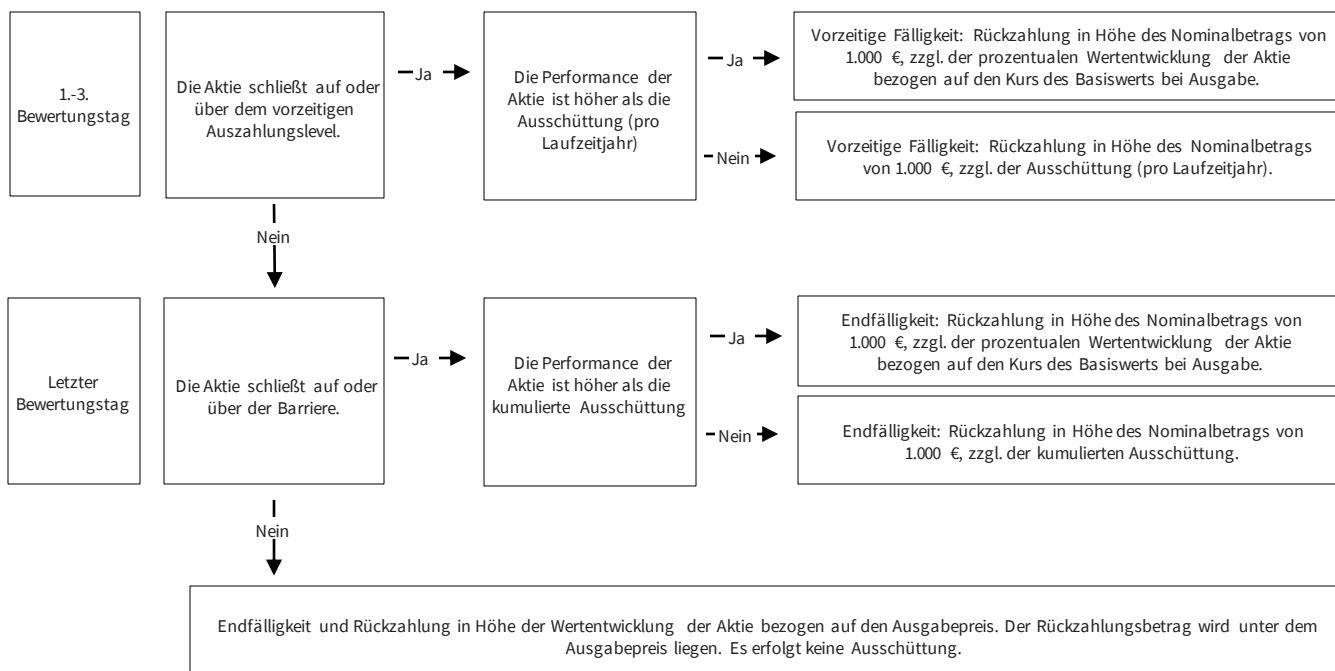 1.-3.
Bewertungstag
Die Aktie schließt auf oder
über dem vorzeitigen
Auszahlungslevel.
Ja
Die Performance der
Aktie ist höher als die
Ausschüttung (pro
Laufzeitjahr)
Ja
Vorzeitige Fälligkeit: Rückzahlung in Höhe des Nominalbetrags von
1.000 €, zzgl. der prozentualen Wertentwicklung der Aktie
bezogen auf den Kurs des Basiswerts bei Ausgabe.
Nein
Vorzeitige Fälligkeit: Rückzahlung in Höhe des Nominalbetrags
von 1.000 €, zzgl. der Ausschüttung (pro Laufzeitjahr).
Nein
Letzter
Bewertungstag
Die Aktie schließt auf oder
über der Barriere.
Ja
Die Performance der
Aktie ist höher als die
kumulierte Ausschüttung
Ja
Endfälligkeit: Rückzahlung in Höhe des Nominalbetrags von
1.000 €, zzgl. der prozentualen Wertentwicklung der Aktie
bezogen auf den Kurs des Basiswerts bei Ausgabe.
Nein
Endfälligkeit: Rückzahlung in Höhe des Nominalbetrags von
1.000 €, zzgl. der kumulierten Ausschüttung.
Nein
Endfälligkeit und Rückzahlung in Höhe der Wertentwicklung der Aktie bezogen auf den Ausgabepreis. Der Rückzahlungsbetrag wird unter dem
Ausgabepreis liegen. Es erfolgt keine Ausschüttung.